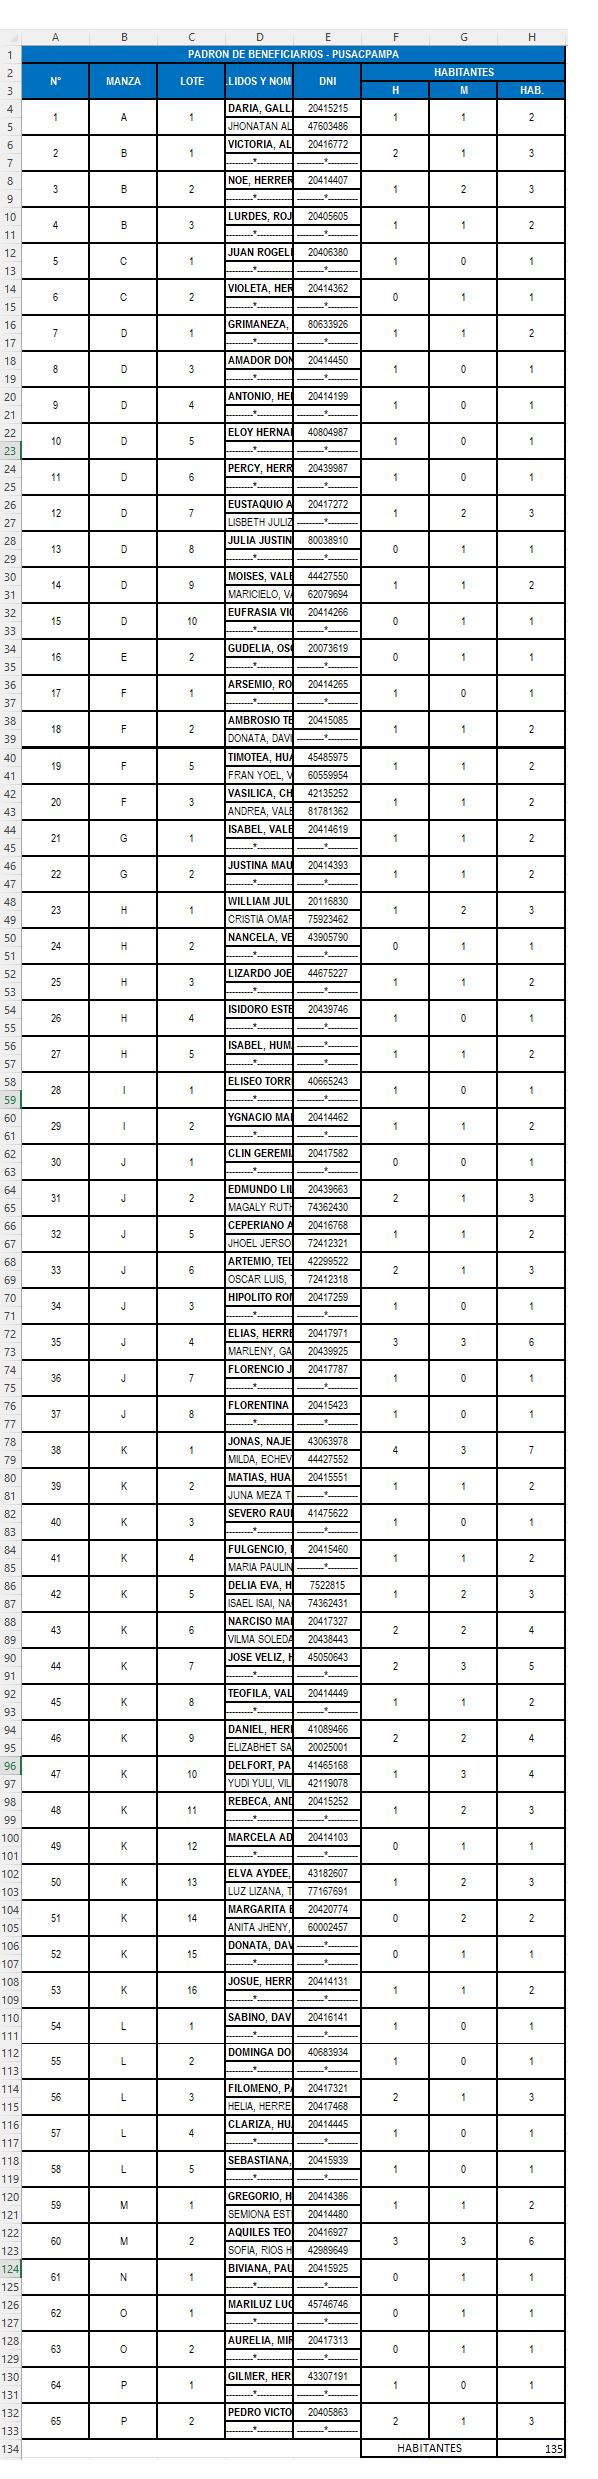 A B C D E F G H
1 PADRON DE BENEFICIARIOS - PUSACPAMPA
2 N° MANZA LOTE .LIDOS Y NOM DNI HABITANTES
3 H M HAB.
4 1 A 1 DARIA, GALL 20415215 1 1 2
5 JHONATAN AL 47603486
6 2 B 1 VICTORIA, AL 20416772 2 1 3
7 ---------*---------- ---------*----------
8 3 B 2 NOE, HERRER 20414407 1 2 3
9 ---------*---------- ---------*----------
10 4 B 3 LURDES, ROJ 20405605 1 1 2
11 ---------*---------- ---------*----------
12 5 C 1 JUAN ROGELI 20406380 1 0 1
13 ---------*---------- ---------*----------
14 6 C 2 VIOLETA, HER 20414362 0 1 1
15 ---------*---------- ---------*----------
16 7 D 1 GRIMANEZA, 80633926 1 1 2
17 ---------*---------- ---------*----------
18 8 D 3 AMADOR DON 20414450 1 0 1
19 ---------*---------- ---------*----------
20 9 D 4 ANTONIO, HE 20414199 1 0 1
21 ---------*---------- ---------*----------
22 10 D 5 ELOY HERNA 40804987 1 0 1
23 ---------*---------- ---------*----------
24 11 D 6 PERCY, HERR 20439987 1 0 1
25 ---------*---------- ---------*----------
26 12 D 7 EUSTAQUIO A 20417272 1 2 3
27 LISBETH JULIZ ---------*----------
28 13 D 8 JULIA JUSTIN 80038910 0 1 1
29 ---------*---------- ---------*----------
30 14 D 9 MOISES, VALE 44427550 1 1 2
31 MARICIELO, V 62079694
32 15 D 10 EUFRASIA VIC 20414266 0 1 1
33 ---------*---------- ---------*----------
34 16 E 2 GUDELIA, OS 20073619 0 1 1
35 ---------*---------- ---------*----------
36 17 F 1 ARSEMIO, RO 20414265 1 0 1
37 ---------*---------- ---------*----------
38 18 F 2 AMBROSIO TE 20415085 1 1 2
39 DONATA, DAVI ---------*----------
40 19 F 5 TIMOTEA, HUA 45485975 1 1 2
41 FRAN YOEL, V 60559954
42 20 F 3 VASILICA, CH 42135252 1 1 2
43 ANDREA, VALE 81781362
44 21 G 1 ISABEL, VALE 20414619 1 1 2
45 ---------*---------- ---------*----------
46 22 G 2 JUSTINA MAU 20414393 1 1 2
47 ---------*---------- ---------*----------
48 23 H 1 WILLIAM JUL 20116830 1 2 3
49 CRISTIA OMAR 75923462
50 24 H 2 NANCELA, VE 43905790 0 1 1
51 ---------*---------- ---------*----------
52 25 H 3 LIZARDO JOE 44675227 1 1 2
53 ---------*---------- ---------*----------
54 26 H 4 ISIDORO ESTE 20439746 1 0 1
55 ---------*---------- ---------*----------
56 27 H 5 ISABEL, HUM. ---------*---------- 1 1 2
57 ---------*---------- ---------*----------
58 28 I 1 ELISEO TORR 40665243 1 0 1
59 ---------*---------- ---------*----------
60 29 I 2 YGNACIO MAI 20414462 1 1 2
61 ---------*---------- ---------*----------
62 30 J 1 CLIN GEREMI. 20417582 0 0 1
63 ---------*---------- ---------*----------
64 31 J 2 EDMUNDO LII 20439663 2 1 3
65 MAGALY RUTH 74362430
66 32 J 5 CEPERIANO A 20416768 1 1 2
67 JHOEL JERSO 72412321
68 33 J 6 ARTEMIO, TEL 42299522 2 1 3
69 OSCAR LUIS, 72412318
70 34 J 3 HIPOLITO RO 20417259 1 0 1
71 ---------*---------- ---------*----------
72 35 J 4 ELIAS, HERRE 20417971 3 3 6
73 MARLENY, GA 20439925
74 36 J 7 FLORENCIO J 20417787 1 0 1
75 ---------*---------- ---------*----------
76 37 J 8 FLORENTINA 20415423 1 0 1
77 ---------*---------- ---------*----------
78 38 K 1 JONAS, NAJE 43063978 4 3 7
79 MILDA, ECHEV 44427552
80 39 K 2 MATIAS, HUA 20415551 1 1 2
81 JUNA MEZA TI ---------*----------
82 40 K 3 SEVERO RAU 41475622 1 0 1
83 ---------*---------- ---------*----------
84 41 K 4 FULGENCIO, 20415460 1 1 2
85 MARIA PAULIN ---------*----------
86 42 K 5 DELIA EVA, H 7522815 1 2 3
87 ISAEL ISAI, NA 74362431
88 43 K 6 NARCISO MAI 20417327 2 2 4
89 VILMA SOLEDA 20438443
90 44 K 7 JOSE VELIZ, H 45050643 2 3 5
91 ---------*---------- ---------*----------
92 45 K 8 TEOFILA, VAL 20414449 1 1 2
93 ---------*---------- ---------*----------
94 46 K 9 DANIEL, HERI 41089466 2 2 4
95 ELIZABHET SA 20025001
96 47 K 10 DELFORT, PA 41465168 1 3 4
97 YUDI YULI, VIL 42119078
98 48 K 11 REBECA, AND 20415252 1 2 3
99 ---------*---------- ---------*----------
100 49 K 12 MARCELA AD 20414103 0 1 1
101 ---------*---------- ---------*----------
102 50 K 13 ELVA AYDEE, 43182607 1 2 3
103 LUZ LIZANA, T 77167691
104 51 K 14 MARGARITA E 20420774 0 2 2
105 ANITA JHENY, 60002457
106 52 K 15 DONATA, DAV ---------*---------- 0 1 1
107 ---------*---------- ---------*----------
108 53 K 16 JOSUE, HERR 20414131 1 1 2
109 ---------*---------- ---------*----------
110 54 L 1 SABINO, DAV 20416141 1 0 1
111 ---------*---------- ---------*----------
112 55 L 2 DOMINGA DO 40683934 1 0 1
113 ---------*---------- ---------*----------
114 56 L 3 FILOMENO, P 20417321 2 1 3
115 HELIA, HERRE 20417468
116 57 L 4 CLARIZA, HU 20414445 1 0 1
117 ---------*---------- ---------*----------
118 58 L 5 SEBASTIANA, 20415939 1 0 1
119 ---------*---------- ---------*----------
120 59 M 1 GREGORIO, H 20414386 1 1 2
121 SEMIONA ESTI 20414480
122 60 M 2 AQUILES TEO 20416927 3 3 6
123 SOFIA, RIOS H 42989649
124 61 N 1 BIVIANA, PAU 20415925 0 1 1
125 ---------*---------- ---------*----------
126 62 O 1 MARILUZ LUC 45746746 0 1 1
127 ---------*---------- ---------*----------
128 63 O 2 AURELIA, MIR 20417313 0 1 1
129 ---------*---------- ---------*----------
130 64 P 1 GILMER, HER 43307191 1 0 1
131 ---------*---------- ---------*----------
132 65 P 2 PEDRO VICTO 20405863 2 1 3
133 ---------*---------- ---------*----------
134 HABITANTES 135